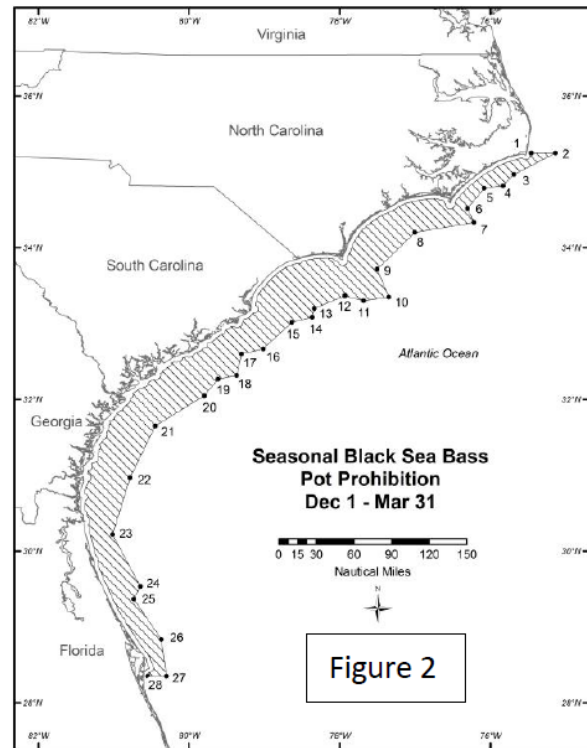 82°W 80°W 78°W 76°W
Virginia
36°N 36°N
North Carolina
1 2
3
5 4
6
7
8
34°N 34°N
South Carolina
9
10
12 11
13
14
15
16
17
18
19
20
Atlantic Ocean
32°N 32°N
Georgia
21
22
23
Seasonal Black Sea Bass
Pot Prohibition
Dec 1 - Mar 31
0 15 30 60 90 120 150
Nautical Miles
N
30°N 30°N
24
25
26
Florida
28 27
Figure 2
28°N 28°N
82°W 80°W 78°W 76°W